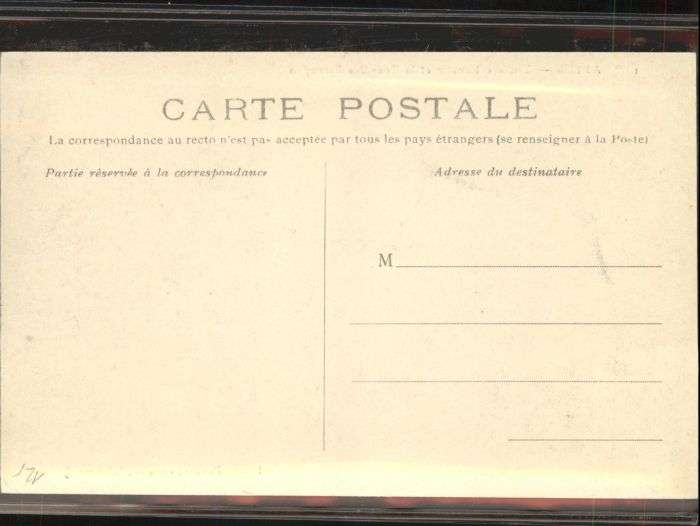 CARTE POSTALE
La correspondance au recto n'est pas acceptée par tous les pays étrangers (se renseigner à la Poste)
Partie réservée à la correspondance
Adresse du destinataire
M